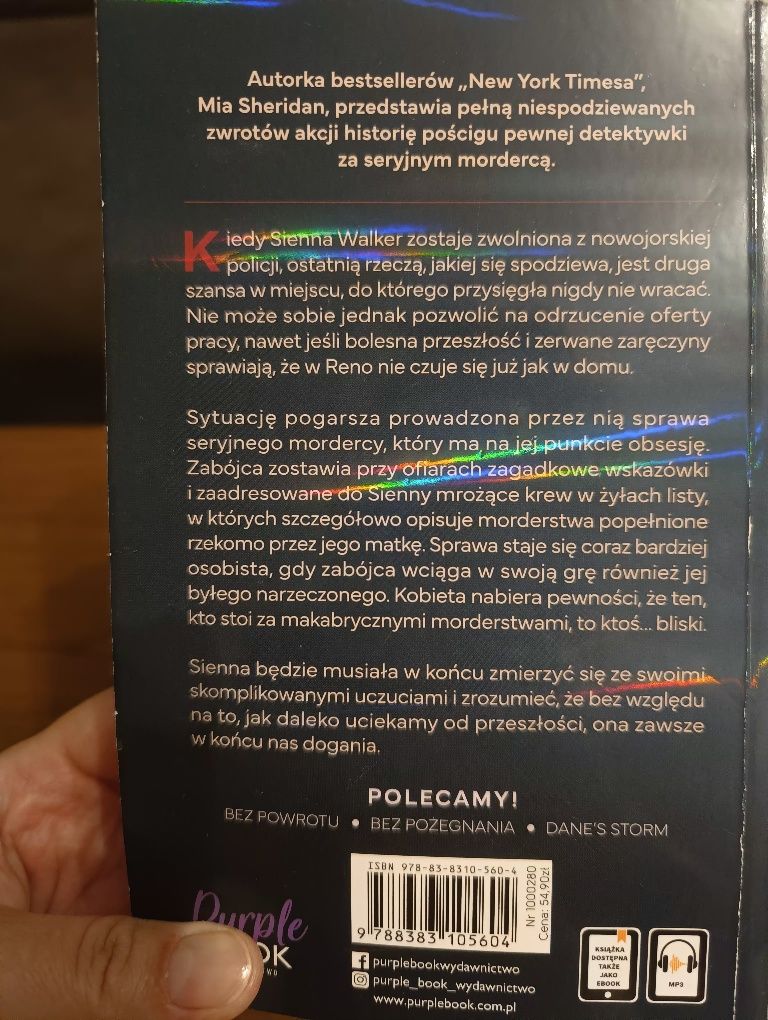 Autorka bestsellerów „New York Timesa”,
Mia Sheridan, przedstawia pełną niespodziewanych
zwrotów akcji historię pościgu pewnej detektywki
za seryjnym mordercą.
Kiedy Sienna Walker zostaje zwolniona z nowojorskiej
policji, ostatnią rzeczą, jakiej się spodziewa, jest druga
szansa w miejscu, do którego przysięgła nigdy nie wracać.
Nie może sobie jednak pozwolić na odrzucenie oferty
pracy, nawet jeśli bolesna przeszłość i zerwane zaręczyny
sprawiają, że w Reno nie czuje się już jak w domu.
Sytuację pogarsza prowadzona przez nią sprawa
seryjnego mordercy, który ma na jej punkcie obsesję.
Zabójca zostawia przy ofiarach zagadkowe wskazówki
i zaadresowane do Sienny mrożące krew w żyłach listy,
w których szczegółowo opisuje morderstwa popełnione
rzekomo przez jego matkę. Sprawa staje się coraz bardziej
osobista, gdy zabójca wciąga w swoją grę również jej
byłego narzeczonego. Kobieta nabiera pewności, że ten,
kto stoi za makabrycznymi morderstwami, to ktoś... bliski.
Sienna będzie musiała w końcu zmierzyć się ze swoimi
skomplikowanymi uczuciami i zrozumieć, że bez względu
na to, jak daleko uciekamy od przeszłości, ona zawsze
w końcu nas dogania.
POLECAMY!
BEZ POWROTU • BEZ POŻEGNANIA • DANE'S STORM
ISBN 978-83-8310-560-4
9 788383 105604
Nr 1000280
Cena: 54,90zł
Purple
purplebookwydawnictwo
purple_book_wydawnictwo
www.purplebook.com.pl
KSIĄŻKA
DOSTĘPNA
TAKŻE
JAKO
EBOOK
MP3